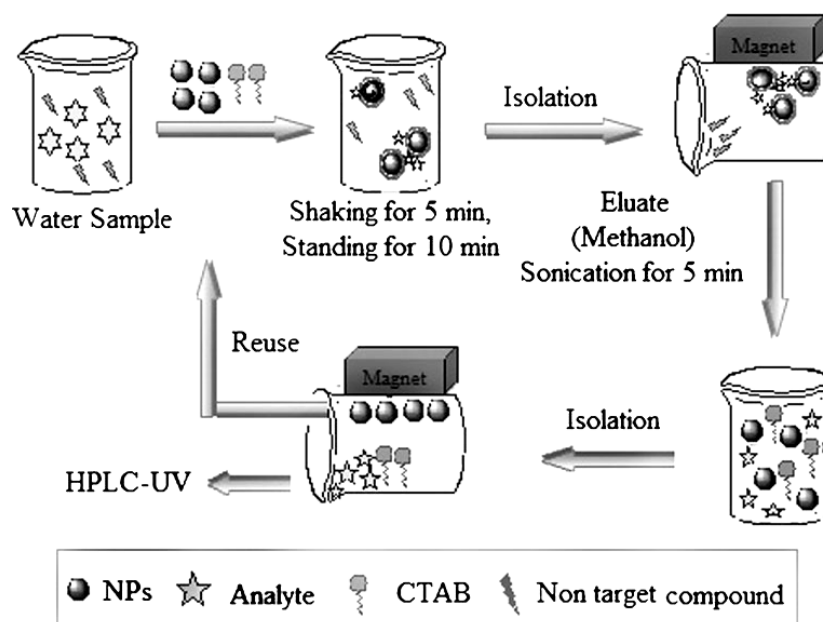 Magnet
Isolation
Water Sample
Shaking for 5 min,
Standing for 10 min
Eluate
(Methanol)
Sonication for 5 min
Reuse
Magnet
Isolation
HPLC-UV
NPs
Analyte
CTAB
Non target compound